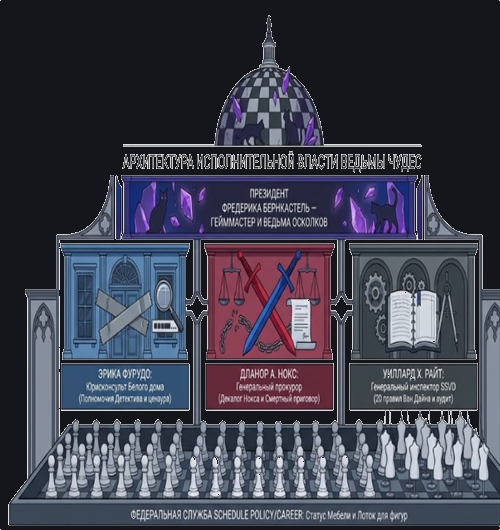 АРХИТЕКТУРА ИСПОЛНИТЕЛЬНОЙ ВЛАСТИ ВЕДЬМЫ ЧУДЕС
ПРЕЗИДЕНТ
ФРЕДЕРИКА БЕРНКАСТЕЛЬ –
ГЕЙММАСТЕР И ВЕДЬМА ОСКОЛКОВ
ЭРИКА ФУРУДО:
Юрисконсульт Белого дома
(Полномочия Детектива и ценаура)
ДЛАНОР А. НОКС:
Генеральный прокурор
(Декалог Нокса и Смертный приговор)
УИЛЛАРД Х. РАЙТ:
Генеральный инспектор SSVD
(20 правил Ван Дайна и аудит)
ФЕДЕРАЛЬНАЯ СЛУЖБА SCHEDULE POLICY/CAREER: Статус Мебели и Лоток для фигур